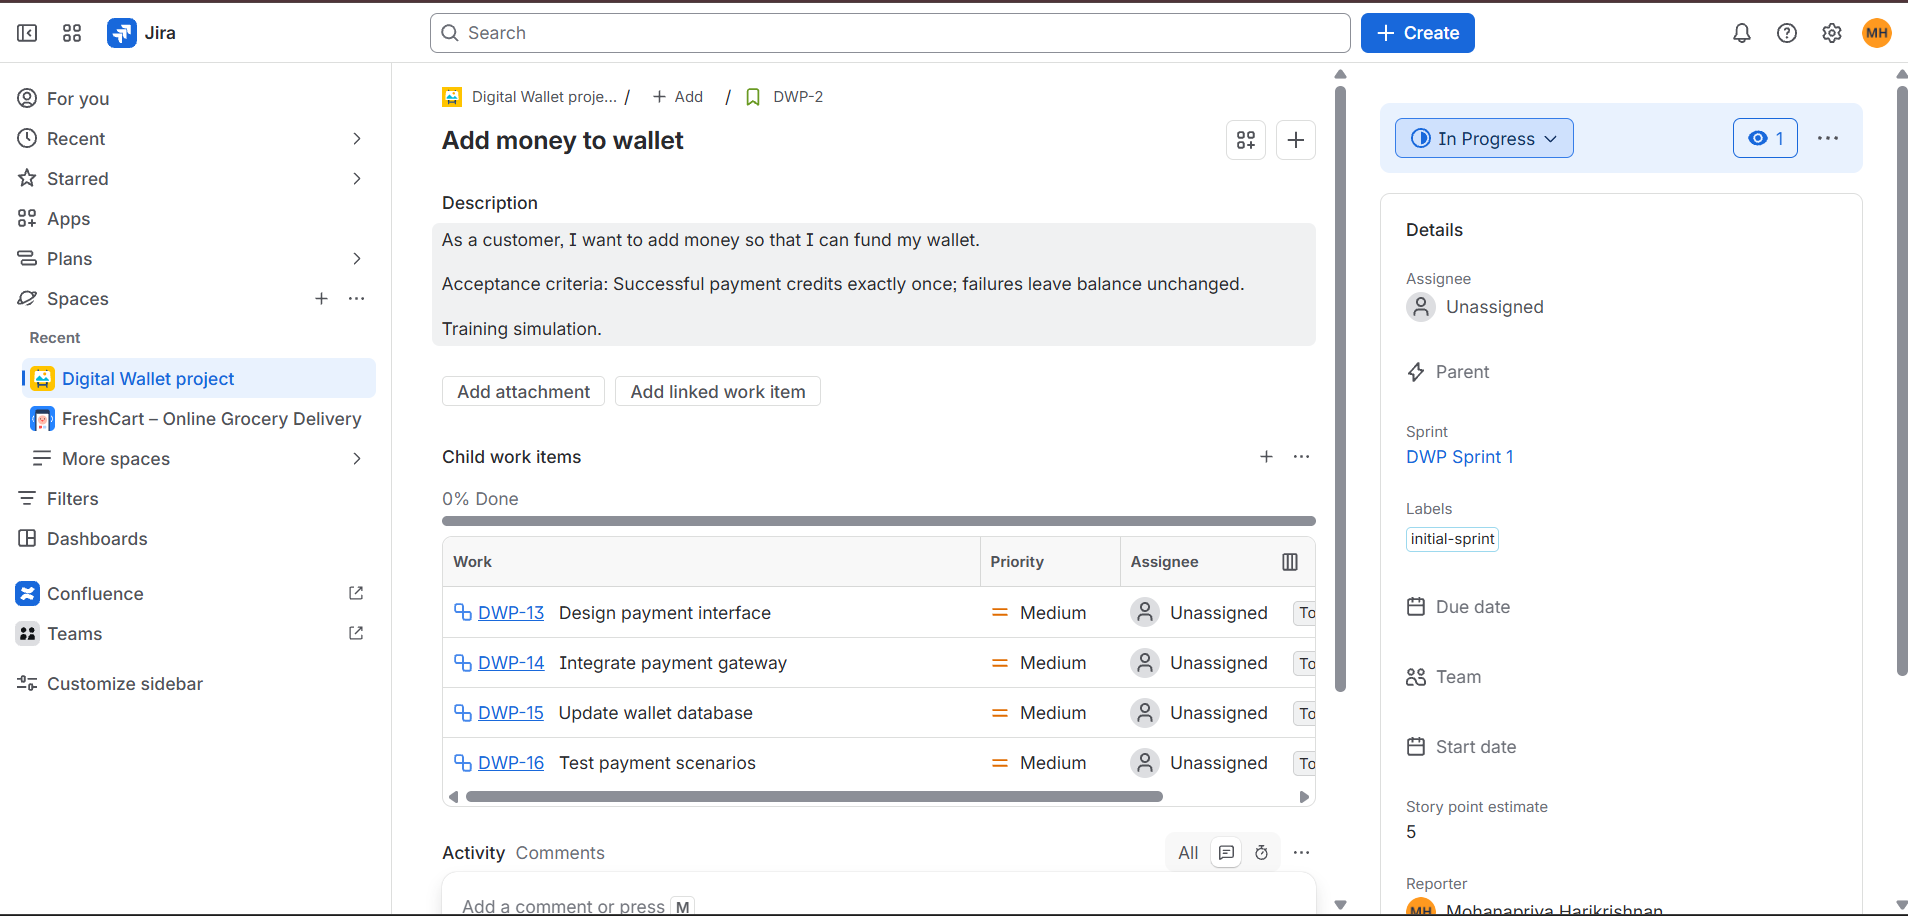 Jira
Search
Create
MH
For you
Recent
Starred
Apps
Plans
Spaces
Recent
Digital Wallet project
FreshCart – Online Grocery Delivery
More spaces
Filters
Dashboards
Confluence
Teams
Customize sidebar
Digital Wallet proje... / Add / DWP-2
Add money to wallet
Description
As a customer, I want to add money so that I can fund my wallet.
Acceptance criteria: Successful payment credits exactly once; failures leave balance unchanged.
Training simulation.
Add attachment Add linked work item
Child work items
0% Done
Work Priority Assignee
DWP-13 Design payment interface Medium Unassigned To
DWP-14 Integrate payment gateway Medium Unassigned To
DWP-15 Update wallet database Medium Unassigned To
DWP-16 Test payment scenarios Medium Unassigned To
Activity Comments All
Add a comment or press M
In Progress 1
Details
Assignee
Unassigned
Parent
Sprint
DWP Sprint 1
Labels
initial-sprint
Due date
Team
Start date
Story point estimate
5
Reporter
MH Mohanapriya Harikrishnan